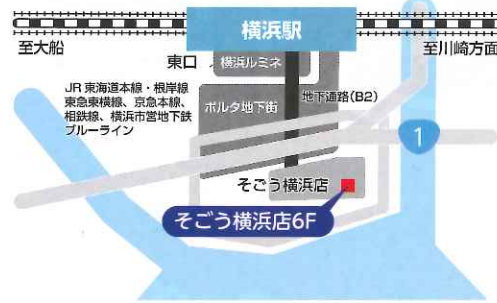 横浜駅
至大船
至川崎方面
東口
横浜ルミネ
JR 東海道本線・根岸線
東急東横線、京急本線、
相鉄線、横浜市営地下鉄
ブルーライン
ポルタ地下街
地下通路(B2)
1
そごう横浜店
そごう横浜店6F